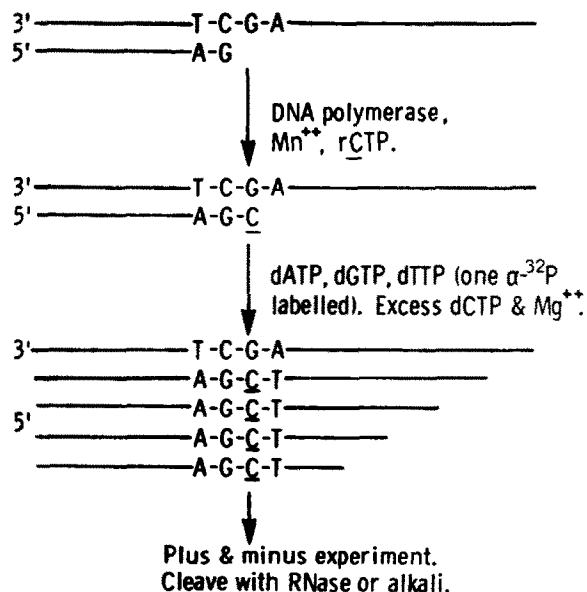 3' T-C-G-A
5' A-G
DNA polymerase,
Mn⁺⁺, rCTP.
3' T-C-G-A
5' A-G-C
dATP, dGTP, dTTP (one α-³²P
labelled). Excess dCTP & Mg⁺⁺.
3' T-C-G-A
A-G-C-T
5' A-G-C-T
A-G-C-T
A-G-C-T
Plus & minus experiment.
Cleave with RNase or alkali.